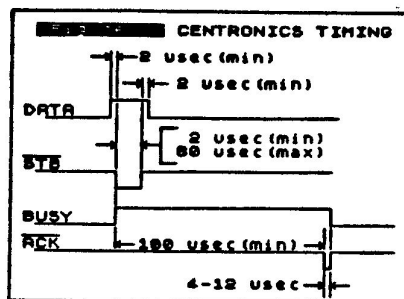 CENTRONICS TIMING
2 usec(min)
2 usec(min)
DATA
2 usec(min)
60 usec(max)
STB
BUSY
100 usec(min)
ACK
4-12 usec